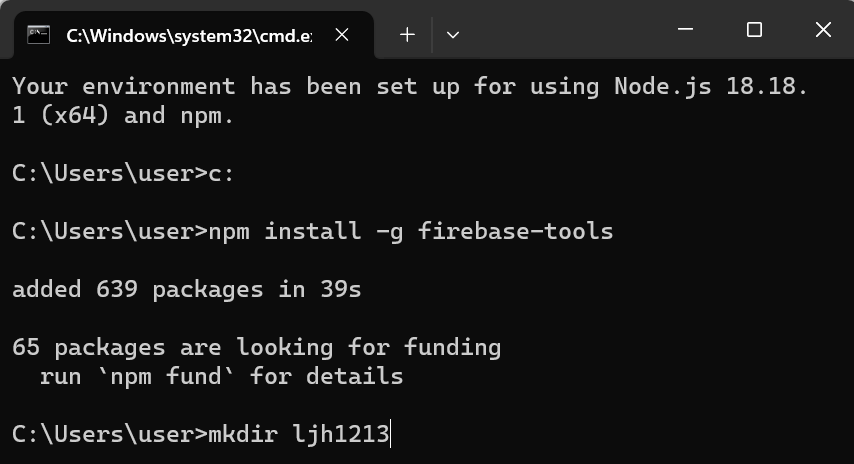 C:\Windows\system32\cmd.e
Your environment has been set up for using Node.js 18.18.
1 (x64) and npm.
C:\Users\user>c:
C:\Users\user>npm install -g firebase-tools
added 639 packages in 39s
65 packages are looking for funding
  run `npm fund` for details
C:\Users\user>mkdir ljh1213